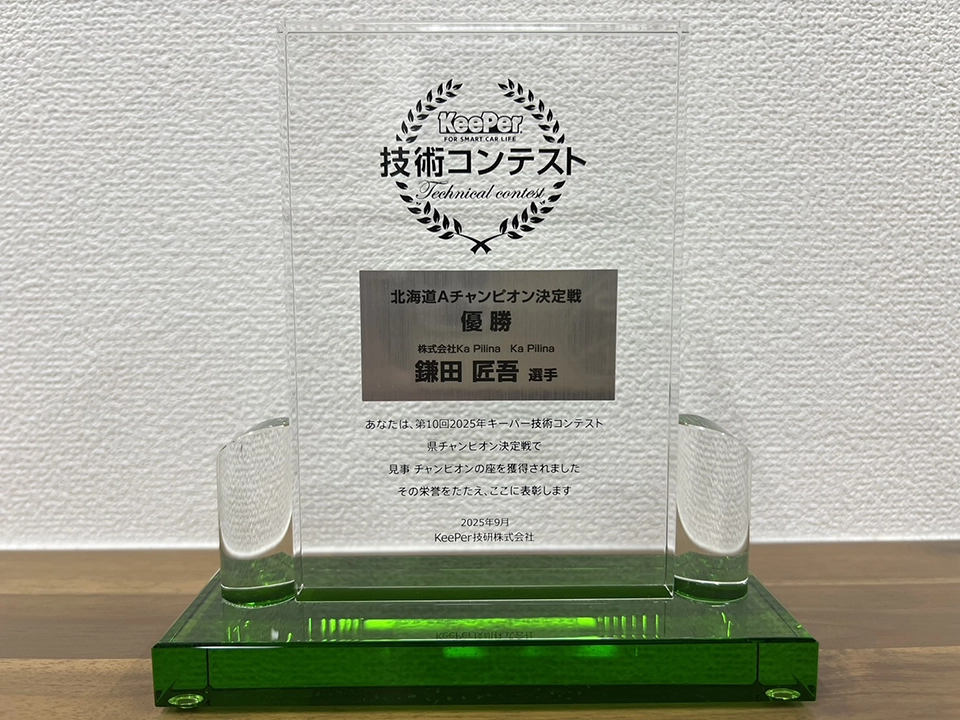 KeePer
FOR SMART CAR LIFE
技術コンテスト
Technical contest
北海道Aチャンピオン決定戦
優勝
株式会社Ka Pilina Ka Pilina
鎌田 匠吾 選手
あなたは、第10回2025年キーパー技術コンテスト
県チャンピオン決定戦で
見事 チャンピオンの座を獲得されました
その栄誉をたたえ、ここに表彰します
2025年9月
KeePer技研株式会社